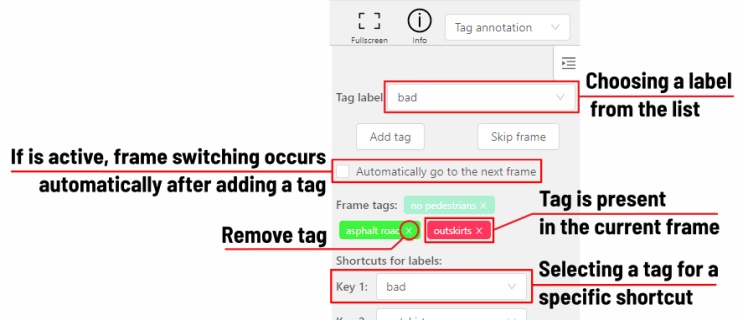 Fullscreen
Info
Tag annotation
Choosing a label
from the list
Tag label
bad
Add tag
Skip frame
If is active, frame switching occurs
automatically after adding a tag
Automatically go to the next frame
Frame tags:
no pedestrians X
Tag is present
in the current frame
asphalt road X
outskirts X
Remove tag
Shortcuts for labels:
Selecting a tag for a
specific shortcut
Key 1:
bad